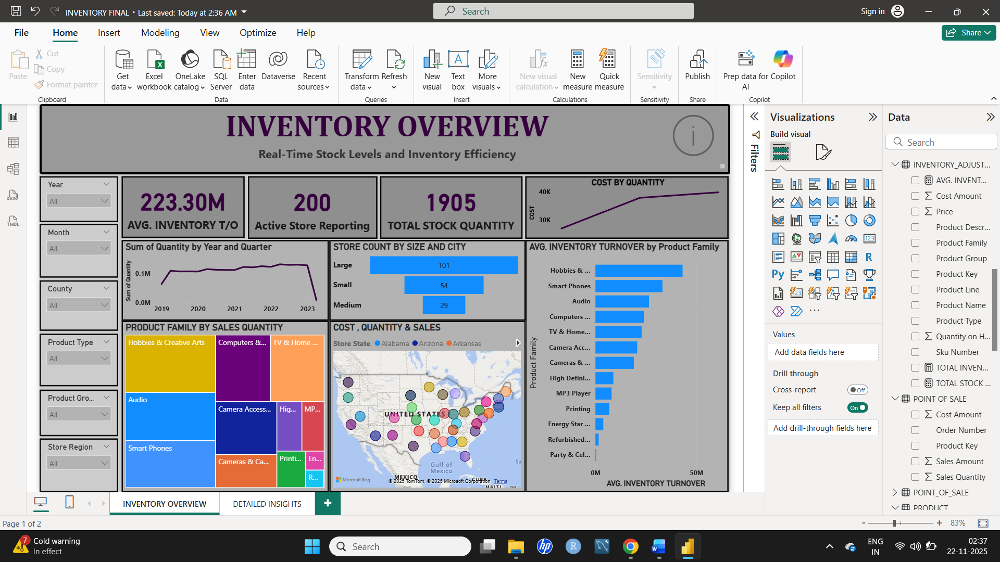 INVENTORY FINAL • Last saved: Today at 2:36 AM
Search
Sign in
File Home Insert Modeling View Optimize Help
Share
Paste
Cut
Copy
Format painter
Clipboard
Get data
Excel workbook
OneLake catalog
SQL Server
Enter data
Dataverse
Recent sources
Data
Transform data
Refresh
Queries
New visual
Text box
More visuals
Insert
New visual calculation
New measure
Quick measure
Calculations
Sensitivity
Sensitivity
Publish
Share
Prep data for AI
Copilot
Copilot
INVENTORY OVERVIEW
Real-Time Stock Levels and Inventory Efficiency
Year
All
Month
All
County
All
Product Type
All
Product Gro...
All
Store Region
All
223.30M
AVG. INVENTORY T/O
200
Active Store Reporting
1905
TOTAL STOCK QUANTITY
COST BY QUANTITY
COST
40K
30K
Sum of Quantity by Year and Quarter
Sum of Quantity
0.1M
0.0M
2019 2020 2021 2022 2023
STORE COUNT BY SIZE AND CITY
Large 101
Small 54
Medium 29
AVG. INVENTORY TURNOVER by Product Family
Product Family
Hobbies & ...
Smart Phones
Audio
Computers ...
TV & Home...
Camera Acc...
Cameras & ...
High Defini...
MP3 Player
Printing
Energy Star ...
Refurbished...
Party & Cel...
0M 50M
AVG. INVENTORY TURNOVER
PRODUCT FAMILY BY SALES QUANTITY
Hobbies & Creative Arts
Audio
Smart Phones
Computers &...
TV & Home ...
Camera Access...
Hig...
MP...
Cameras & Ca...
Printi...
En...
R...
COST , QUANTITY & SALES
Store State Alabama Arizona Arkansas
UNITED STATES
Gulf of
Mexico
MEXICO
CUBA
HAITI
Sa
Microsoft Bing
© 2025 TomTom, © 2025 Microsoft Corporation Terms
Filters
Visualizations
Build visual
123
R
Py
Values
Add data fields here
Drill through
Cross-report Off
Keep all filters On
Add drill-through fields here
Data
Search
INVENTORY_ADJUST...
AVG. INVENT...
Cost Amount
Price
Product Descr...
Product Family
Product Group
Product Key
Product Line
Product Name
Product Type
Quantity on H...
Sku Number
TOTAL INVEN...
TOTAL STOCK ...
POINT OF SALE
Cost Amount
Order Number
Product Key
Sales Amount
Sales Quantity
POINT_OF_SALE
PRODUCT
DAX
TMDL
INVENTORY OVERVIEW
DETAILED INSIGHTS
Page 1 of 2
- + 83%
7
Cold warning
In effect
Search
ENG
IN
02:37
22-11-2025